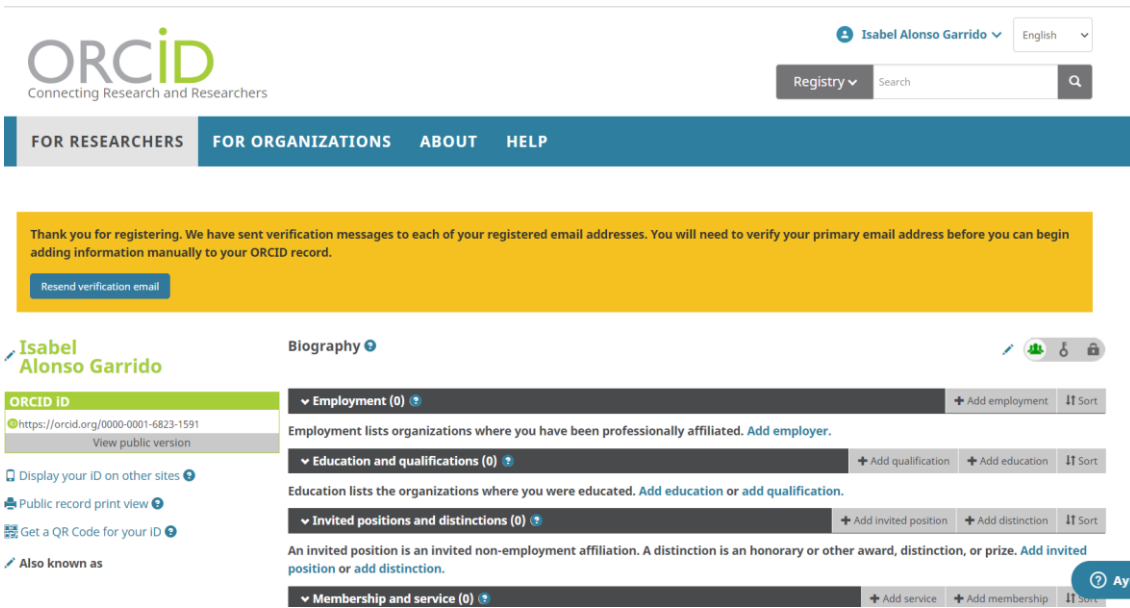 ORCiD
Connecting Research and Researchers
Isabel Alonso Garrido
English
Registry
Search
FOR RESEARCHERS FOR ORGANIZATIONS ABOUT HELP
Thank you for registering. We have sent verification messages to each of your registered email addresses. You will need to verify your primary email address before you can begin
adding information manually to your ORCID record.
Resend verification email
Isabel
Alonso Garrido
ORCID iD
iD https://orcid.org/0000-0001-6823-1591
View public version
Display your iD on other sites
Public record print view
Get a QR Code for your iD
Also known as
Biography
Employment (0) Add employment Sort
Employment lists organizations where you have been professionally affiliated. Add employer.
Education and qualifications (0) Add qualification Add education Sort
Education lists the organizations where you were educated. Add education or add qualification.
Invited positions and distinctions (0) Add invited position Add distinction Sort
An invited position is an invited non-employment affiliation. A distinction is an honorary or other award, distinction, or prize. Add invited
position or add distinction.
Membership and service (0) Add service Add membership Sort
Ay